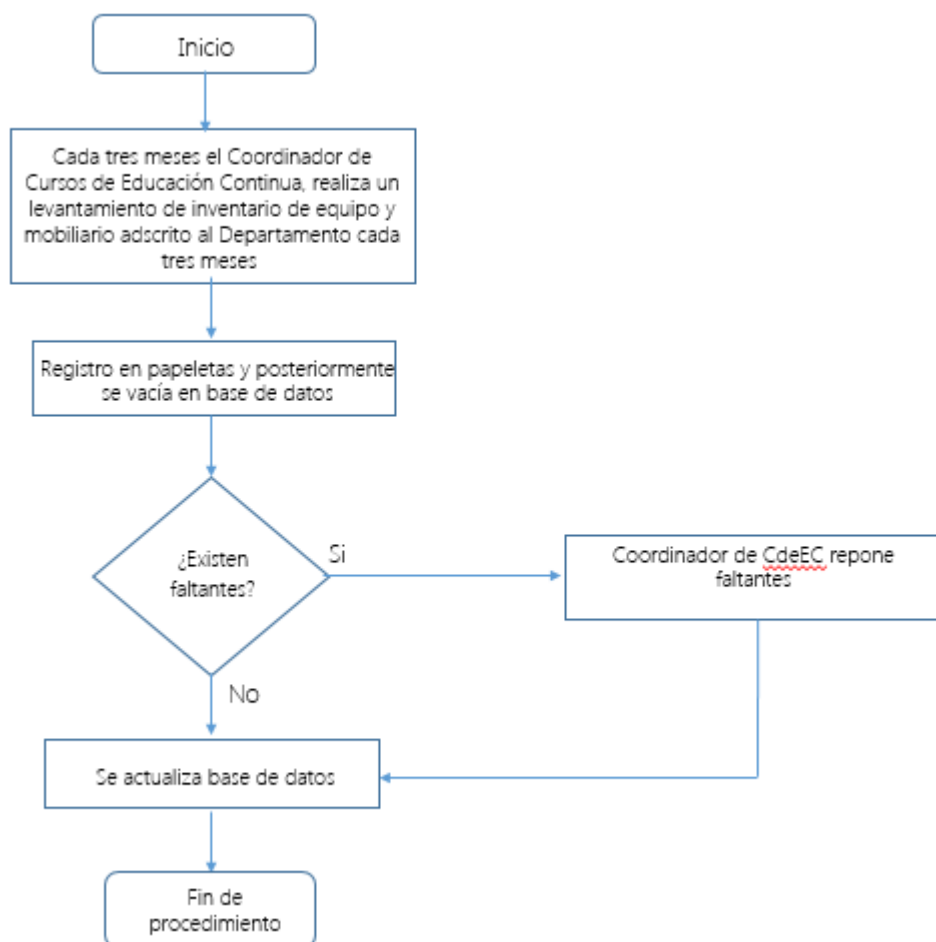 Inicio
Cada tres meses el Coordinador de
Cursos de Educación Continua, realiza un
levantamiento de inventario de equipo y
mobiliario adscrito al Departamento cada
tres meses
Registro en papeletas y posteriormente
se vacía en base de datos
¿Existen
faltantes?
Si
Coordinador de CdeEC repone
faltantes
No
Se actualiza base de datos
Fin de
procedimiento